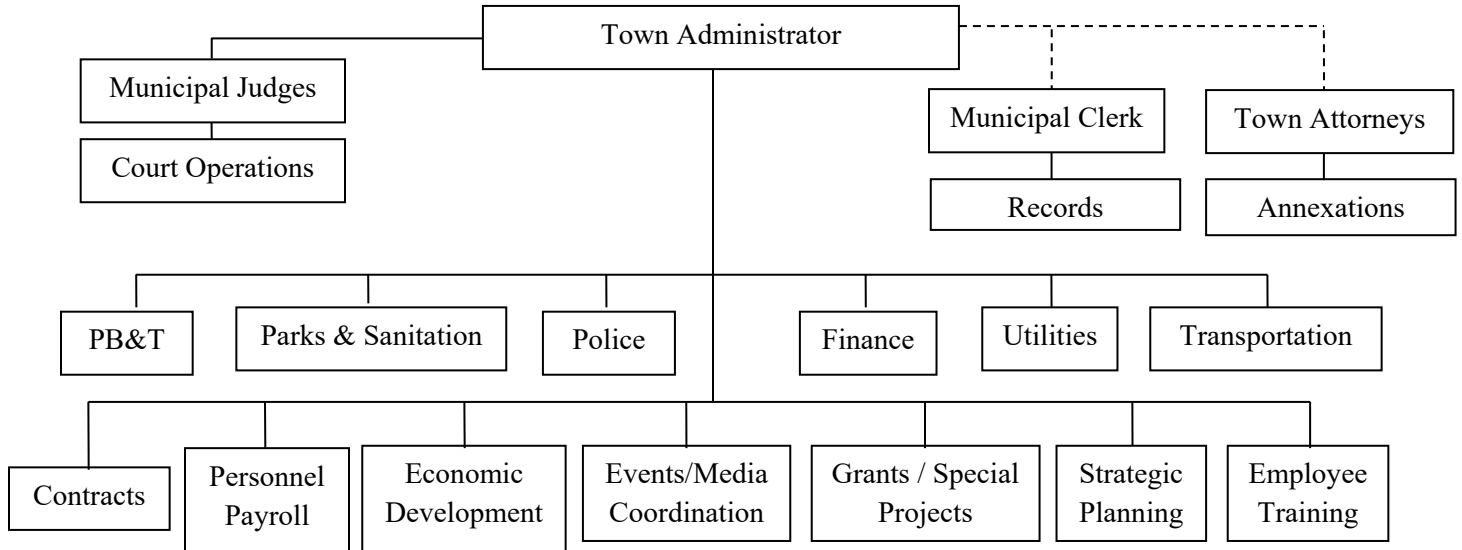 Town Administrator
Municipal Judges
Municipal Clerk
Town Attorneys
Court Operations
Records
Annexations
PB&T
Parks & Sanitation
Police
Finance
Utilities
Transportation
Contracts
Personnel
Payroll
Economic
Development
Events/Media
Coordination
Grants / Special
Projects
Strategic
Planning
Employee
Training